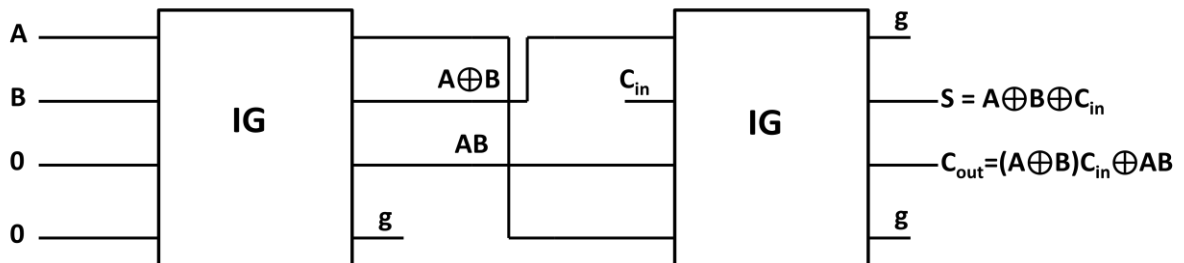 A
B
0
0
IG
A⊕B
AB
g
C_in
IG
g
S = A⊕B⊕C_in
C_out=(A⊕B)C_in⊕AB
g